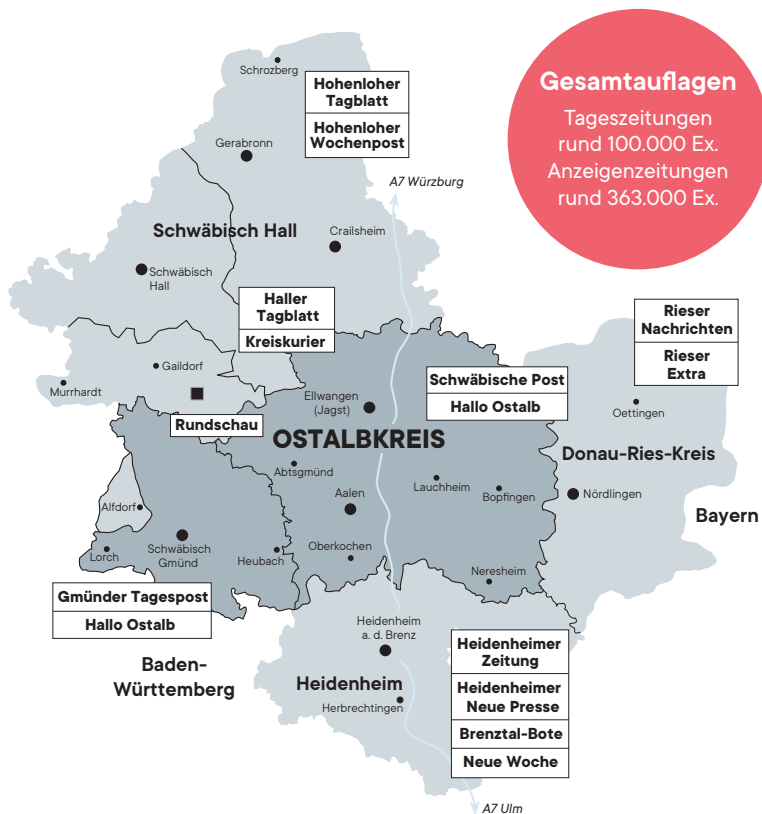 Schrozberg
Hohenloher
Tagblatt
Hohenloher
Wochenpost
Gesamtauflagen
Tageszeitungen
rund 100.000 Ex.
Anzeigenzeitungen
rund 363.000 Ex.
Gerabronn
A7 Würzburg
Schwäbisch Hall
Crailsheim
Schwäbisch
Hall
Haller
Tagblatt
Kreiskurier
Rieser
Nachrichten
Rieser
Extra
Gaildorf
Murrhardt
Rundschau
Ellwangen
(Jagst)
Schwäbische Post
Hallo Ostalb
Oettingen
OSTALBKREIS
Donau-Ries-Kreis
Abtsgmünd
Lauchheim
Bopfingen
Nördlingen
Aalen
Alfdorf
Bayern
Lorch
Schwäbisch
Gmünd
Heubach
Oberkochen
Neresheim
Gmünder Tagespost
Hallo Ostalb
Heidenheim
a. d. Brenz
Baden-
Württemberg
Heidenheim
Herbrechtingen
Heidenheimer
Zeitung
Heidenheimer
Neue Presse
Brenztal-Bote
Neue Woche
A7 Ulm